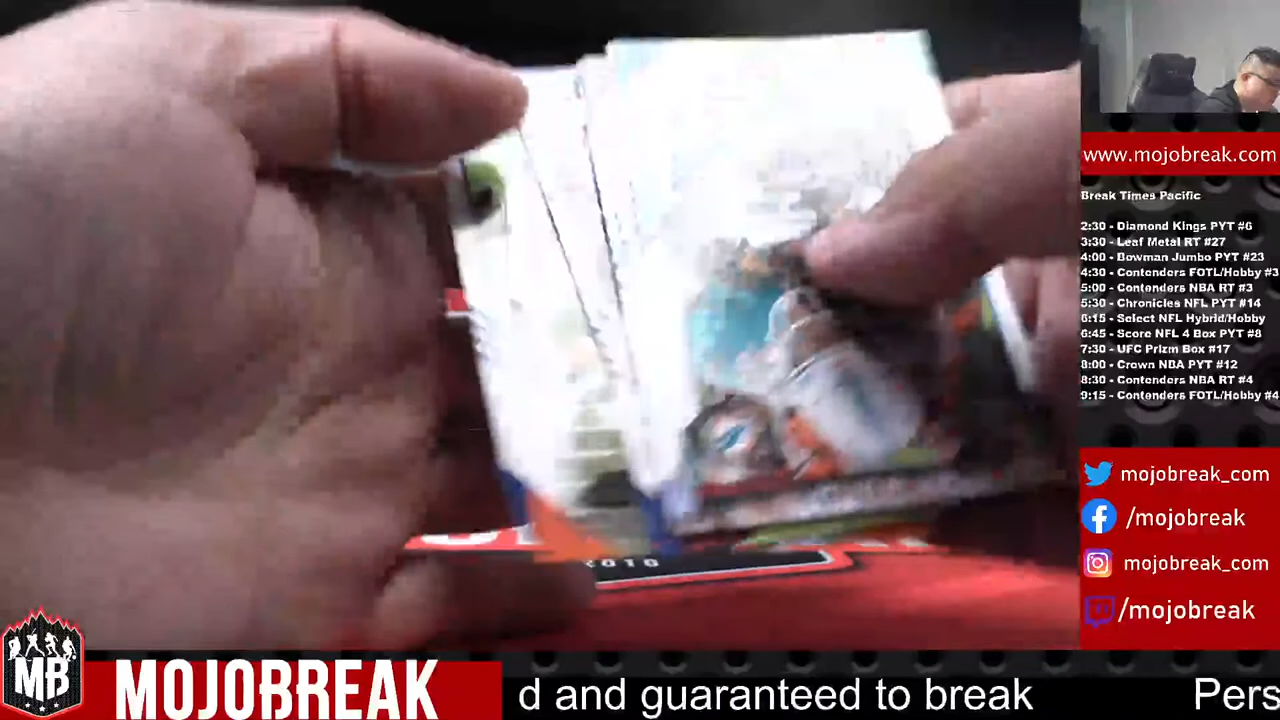 www.mojobreak.com
Break Times Pacific
2:30 - Diamond Kings PYT #6
3:30 - Leaf Metal RT #27
4:00 - Bowman Jumbo PYT #23
4:30 - Contenders FOTL/Hobby #3
5:00 - Contenders NBA RT #3
5:30 - Chronicles NFL PYT #14
6:15 - Select NFL Hybrid/Hobby
6:45 - Score NFL 4 Box PYT #8
7:30 - UFC Prizm Box #17
8:00 - Crown NBA PYT #12
8:30 - Contenders NBA RT #4
9:15 - Contenders FOTL/Hobby #4
mojobreak_com
/mojobreak
mojobreak_com
/mojobreak
MB
MOJOBREAK
d and guaranteed to break
Pers